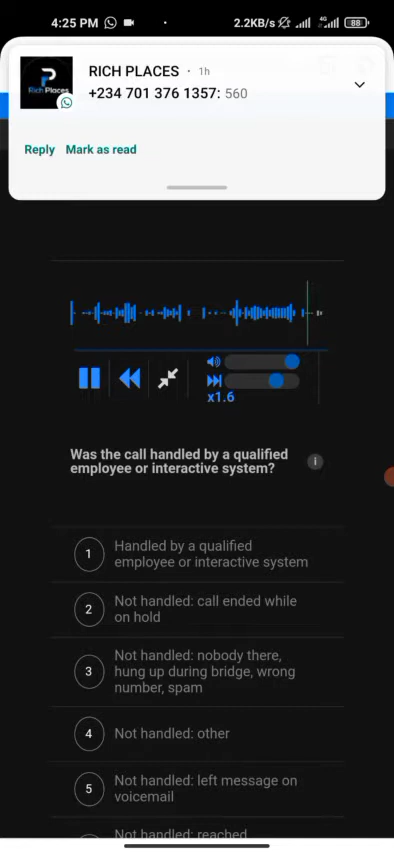 4:25 PM
2.2KB/s
4G
88
RICH PLACES · 1h
Rich Places
+234 701 376 1357: 560
Reply Mark as read
x1.6
Was the call handled by a qualified
employee or interactive system?
i
1
Handled by a qualified
employee or interactive system
2
Not handled: call ended while
on hold
3
Not handled: nobody there,
hung up during bridge, wrong
number, spam
4
Not handled: other
5
Not handled: left message on
voicemail
Not handled: reached